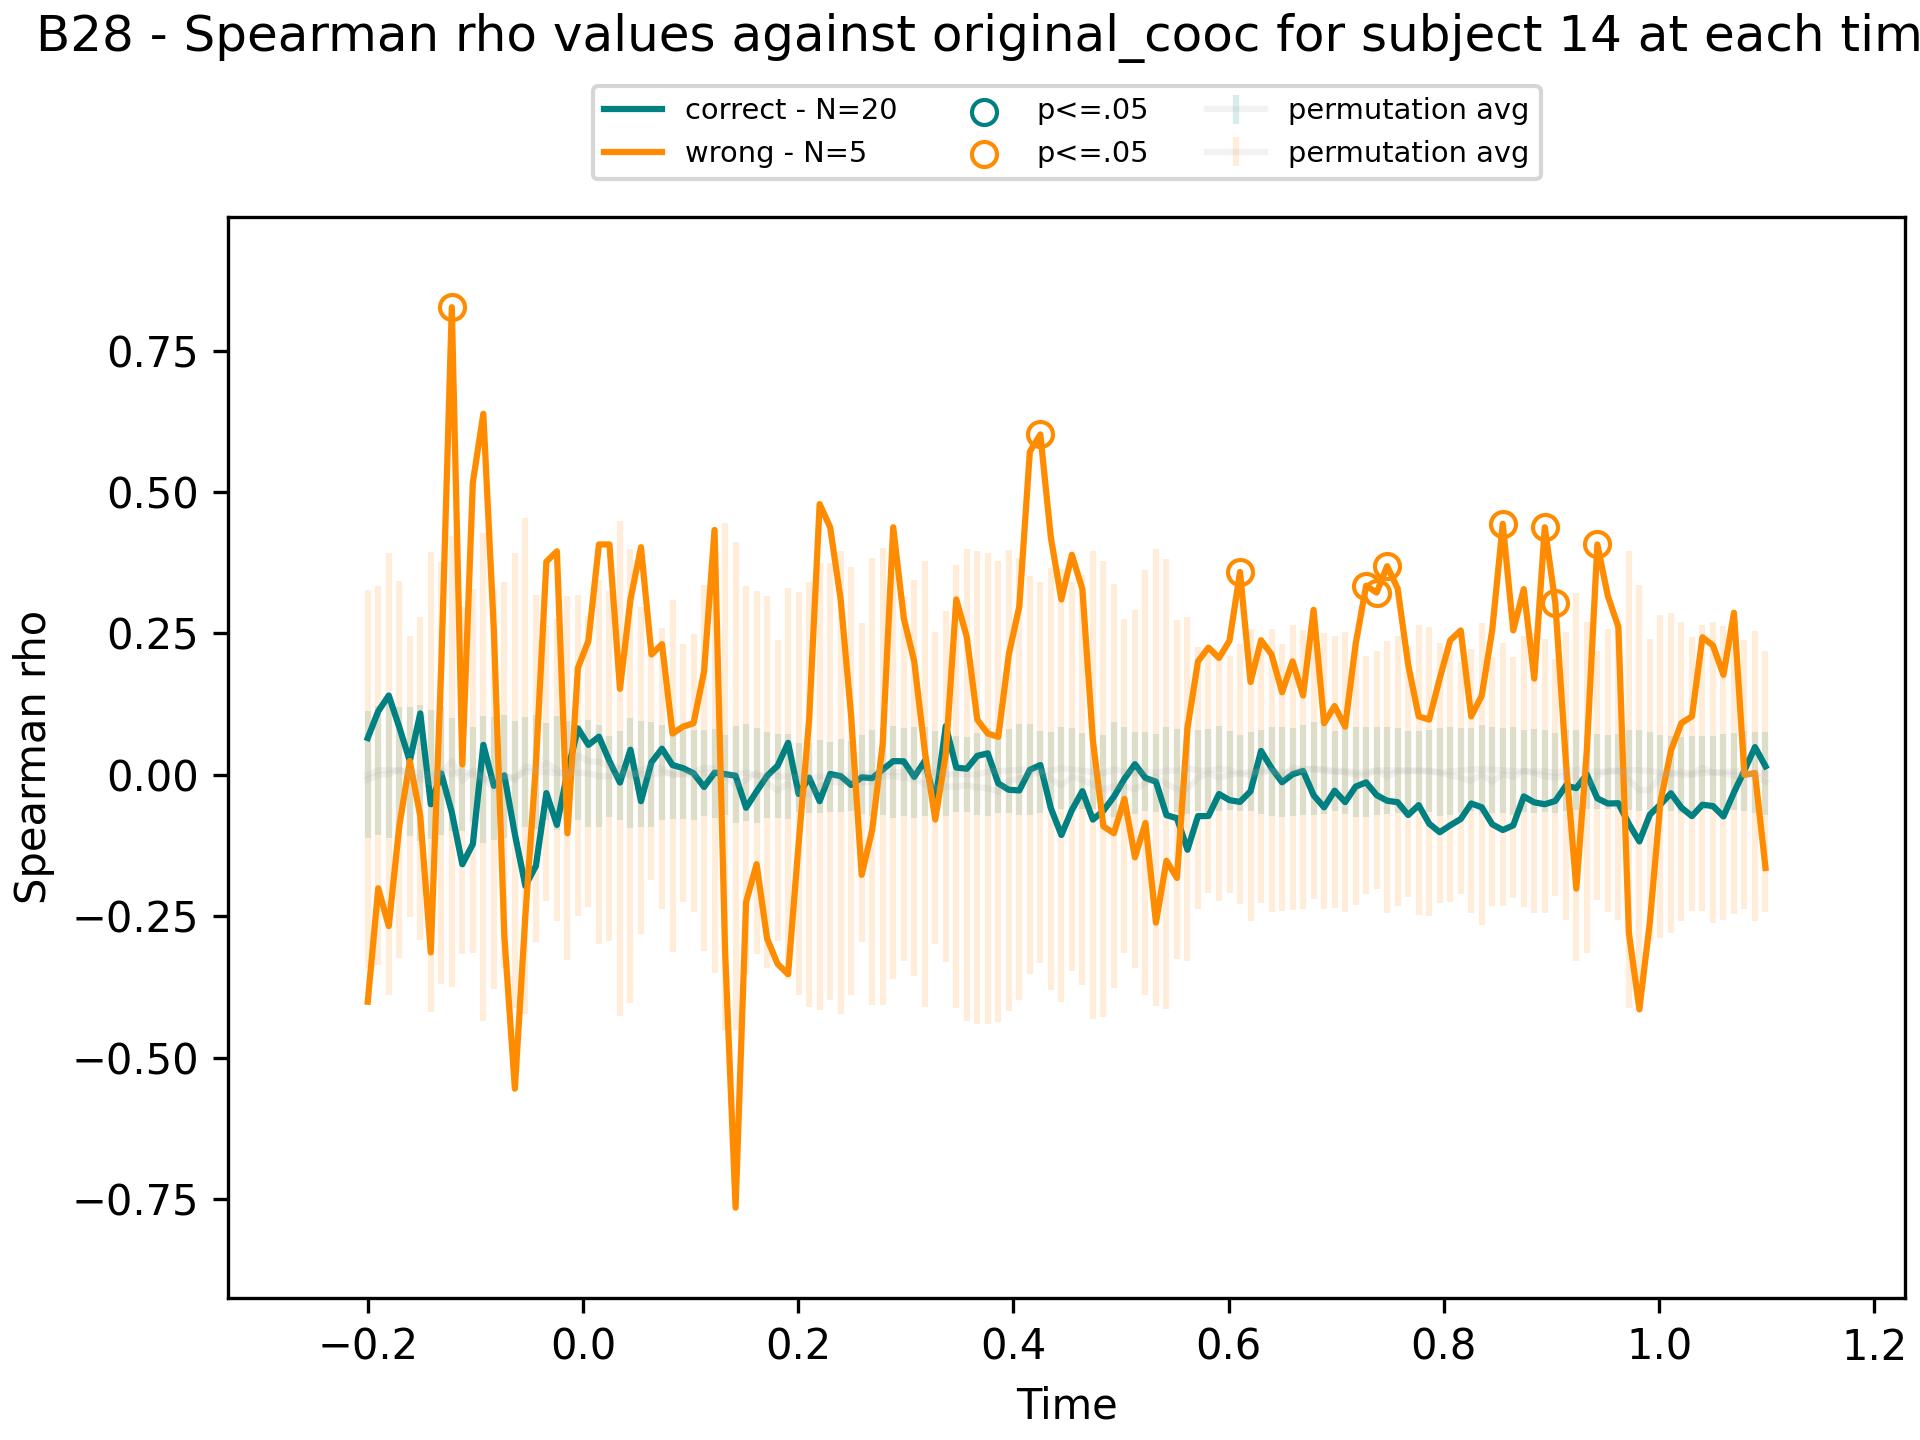 B28 - Spearman rho values against original_cooc for subject 14 at each tim
correct - N=20
wrong - N=5
p<=.05
p<=.05
permutation avg
permutation avg
Spearman rho
0.75
0.50
0.25
0.00
−0.25
−0.50
−0.75
−0.2
0.0
0.2
0.4
0.6
0.8
1.0
1.2
Time